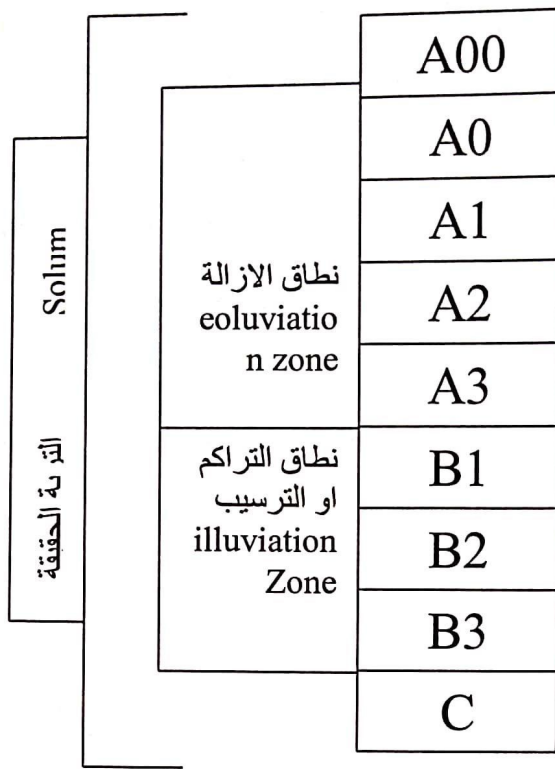 A00
A0
A1
A2
A3
B1
B2
B3
C
نطاق الازالة
eoluviatio
n zone
نطاق التراكم
او الترسيب
illuviation
Zone
Solum
التربة الحقيقة